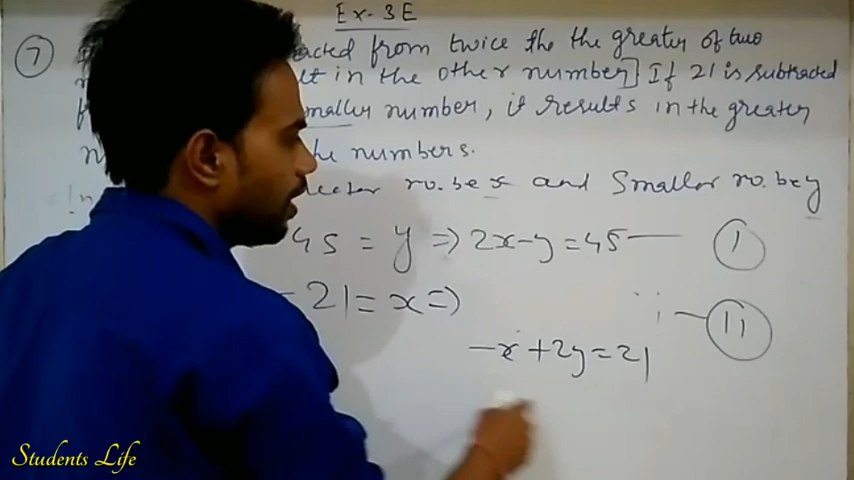 Ex-3E
7 acted from twice the the greater of two
lt in the other number] If 21 is subtracted
maller number, it results in the greater
n he numbers.
eater no. be x and Smaller no. be y
45 = y => 2x-y = 45 — I
- 21 = x =>
— II
-x + 2y = 21
Students Life